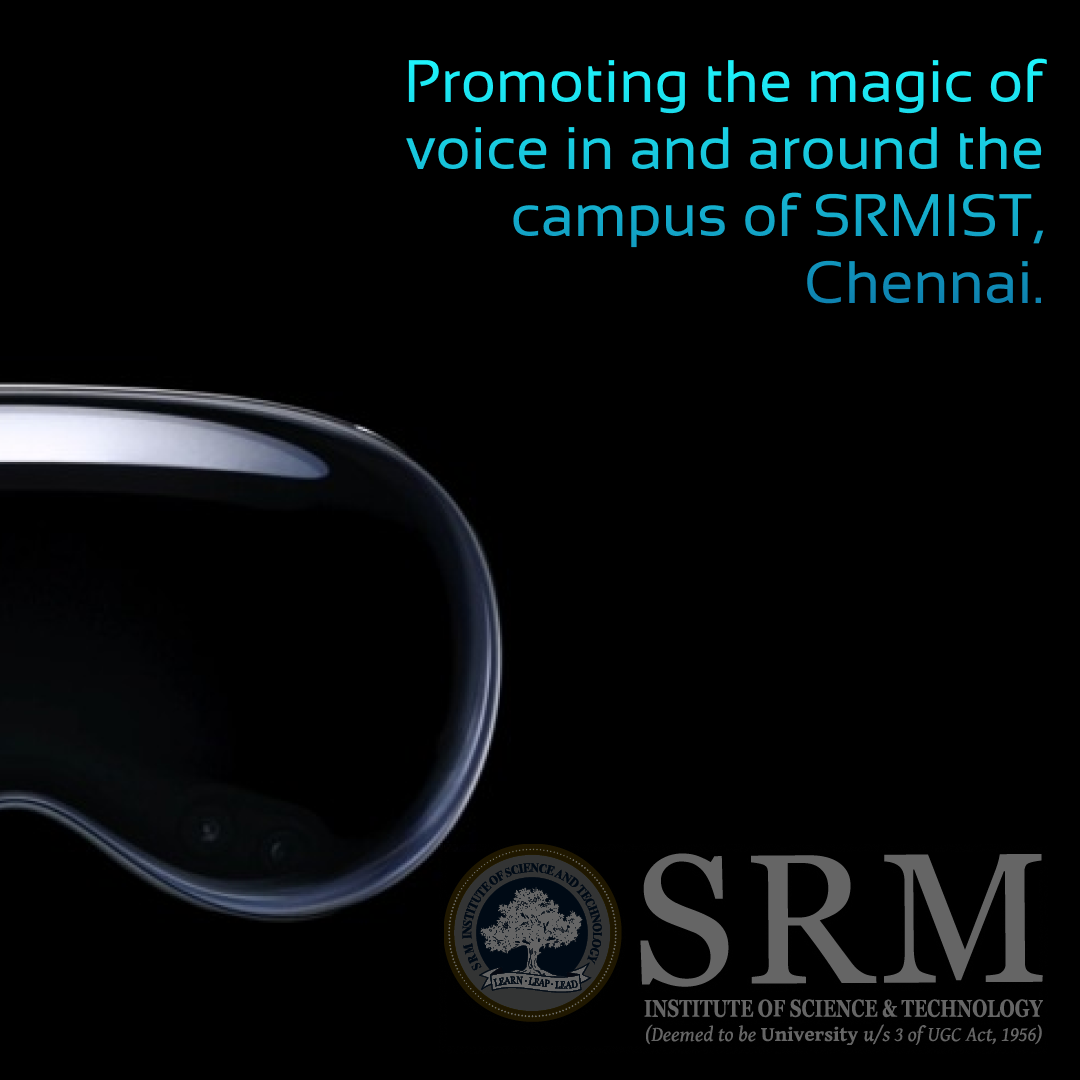 Promoting the magic of
voice in and around the
campus of SRMIST,
Chennai.
SRM INSTITUTE OF SCIENCE AND TECHNOLOGY
LEARN · LEAP · LEAD
SRM
INSTITUTE OF SCIENCE & TECHNOLOGY
(Deemed to be University u/s 3 of UGC Act, 1956)